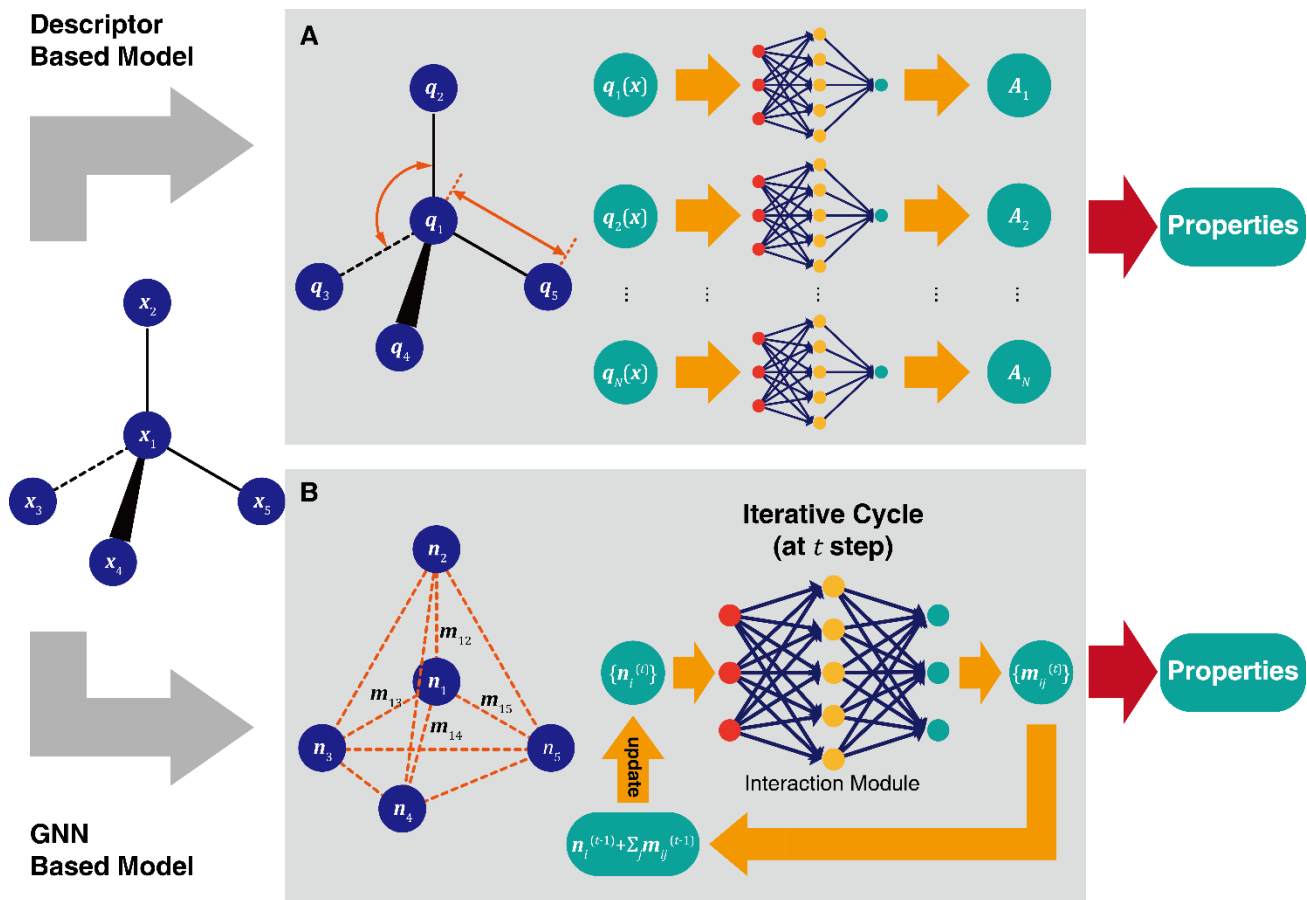 Descriptor
Based Model
A
q₂
q₁
q₃
q₅
q₄
q₁(x)
A₁
q₂(x)
A₂
Properties
⋮ ⋮ ⋮ ⋮ ⋮
q_N(x)
A_N
x₂
x₁
x₃
x₅
x₄
B
Iterative Cycle
(at t step)
n₂
m₁₂
n₁
m₁₃
m₁₅
m₁₄
n₃
n₅
n₄
{nᵢ⁽ᵗ⁾}
{mᵢⱼ⁽ᵗ⁾}
Properties
update
Interaction Module
nᵢ⁽ᵗ⁻¹⁾+Σⱼmᵢⱼ⁽ᵗ⁻¹⁾
GNN
Based Model